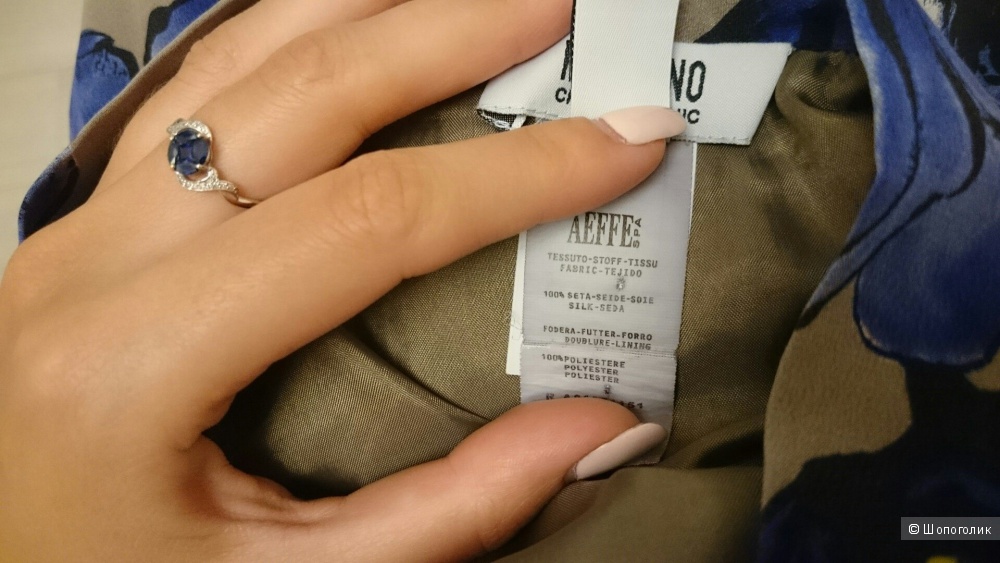 NO
AEFFE SPA
TESSUTO-STOFF-TISSU
FABRIC-TEJIDO
100% SETA-SEIDE-SOIE
SILK-SEDA
FODERA-FUTTER-FORRO
DOUBLURE-LINING
100%POLIESTERE
POLYESTER
POLIESTER
© Шопоголик